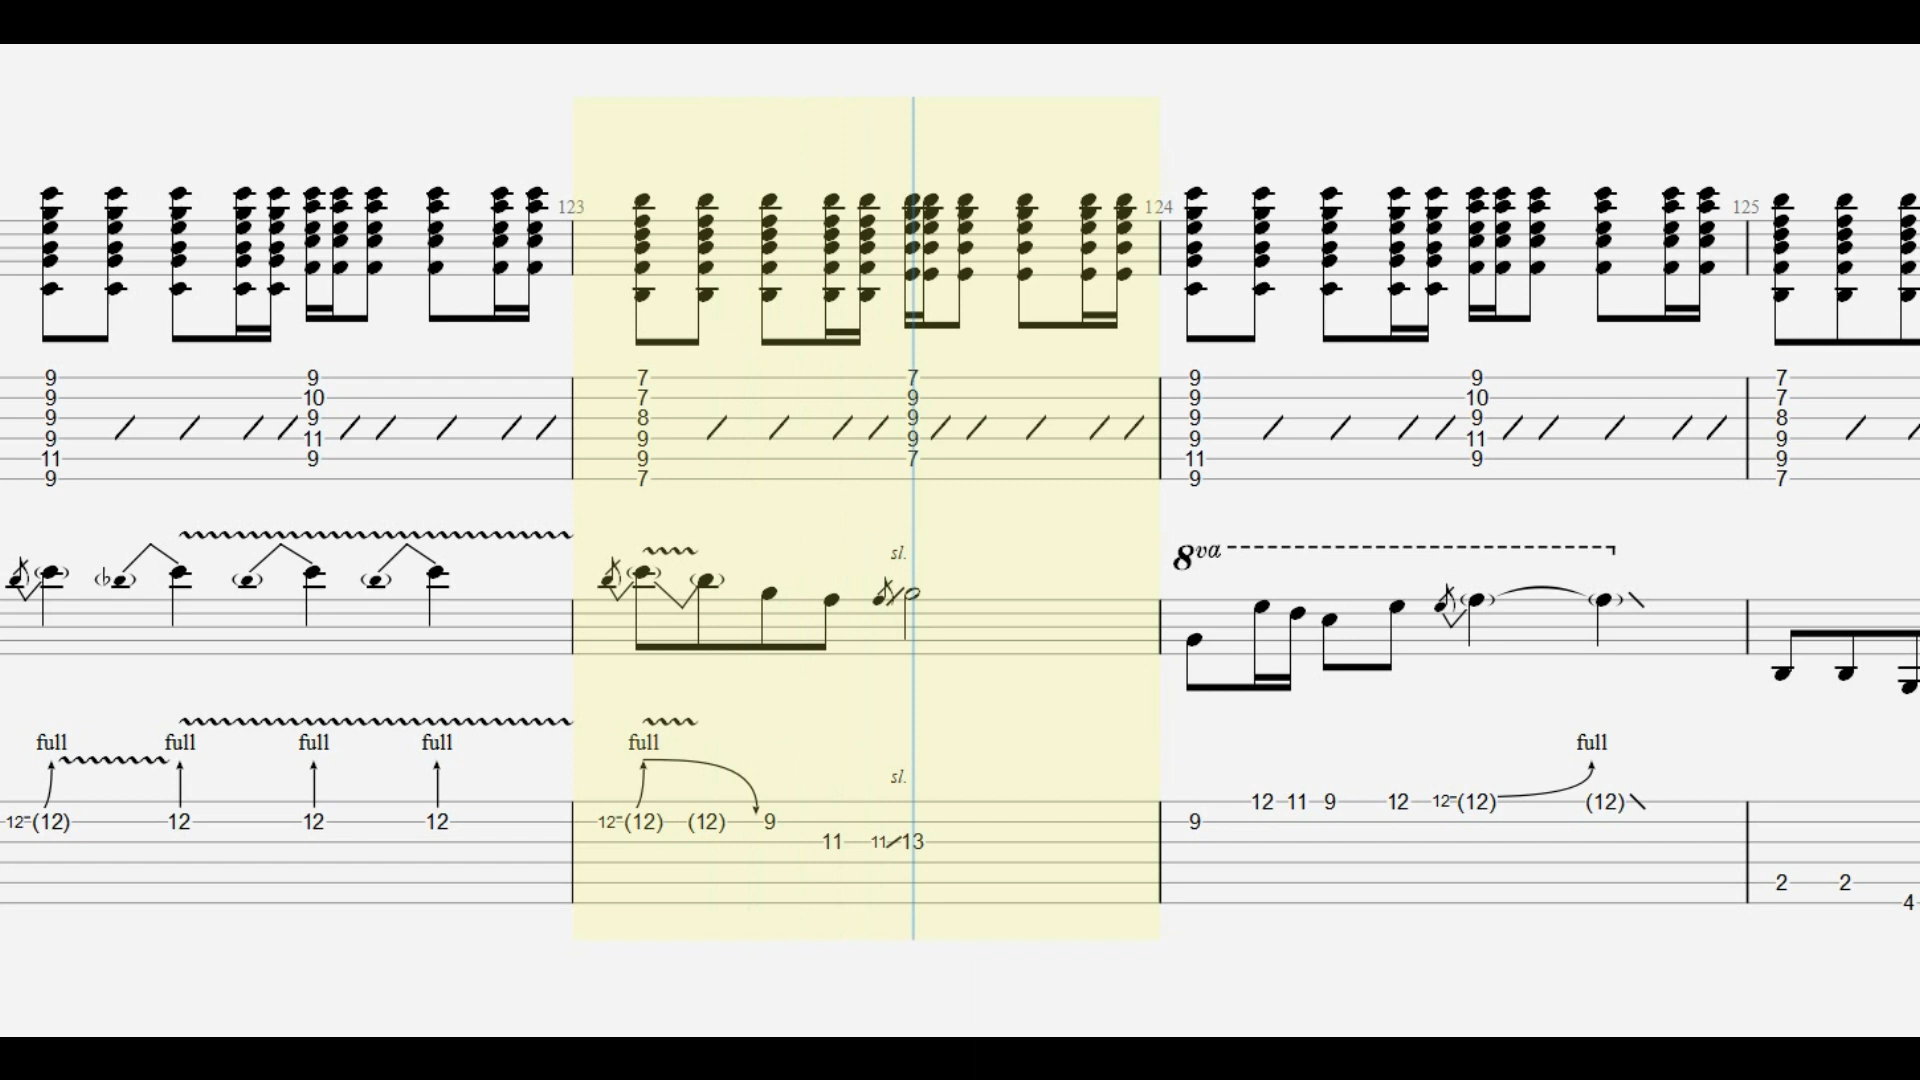 123 124 125
9 9 7 7 9 9 7
9 10 7 9 9 10 7
9 9 8 9 9 9 8
9 11 9 9 9 11 9
11 9 9 7 11 9 9
9 7 9 7
sl. 8va
full full full full full full
sl.
12 11 9 12 12 (12) (12)
12 (12) 12 12 12 12 (12) (12) 9 9
11 11 13
2 2
4